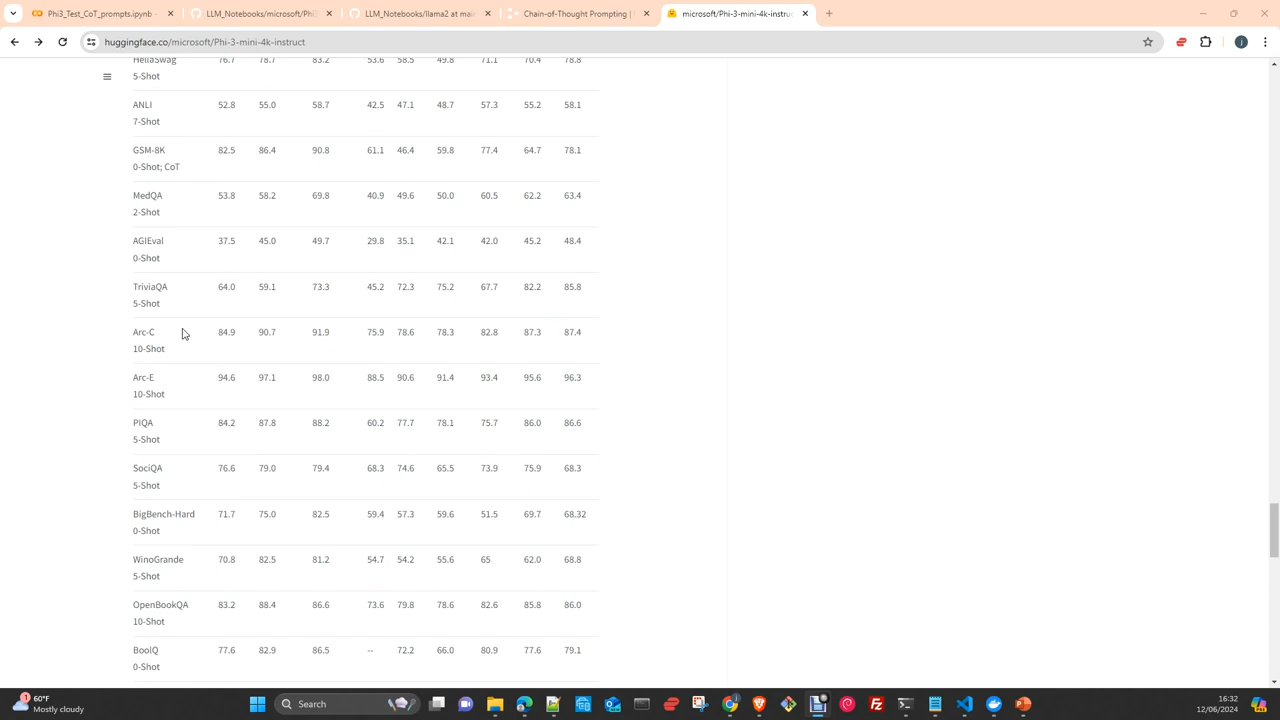 Phi3_Test_CoT_prompts.ipynb -
LLM_Notebooks/microsoft/Phi3
LLM_Notebooks/llama2 at main
Chain-of-Thought Prompting |
microsoft/Phi-3-mini-4k-instruct
huggingface.co/microsoft/Phi-3-mini-4k-instruct
HellaSwag 76.7 78.7 83.2 53.6 58.5 49.8 71.1 70.4 78.8
5-Shot
ANLI 52.8 55.0 58.7 42.5 47.1 48.7 57.3 55.2 58.1
7-Shot
GSM-8K 82.5 86.4 90.8 61.1 46.4 59.8 77.4 64.7 78.1
0-Shot; CoT
MedQA 53.8 58.2 69.8 40.9 49.6 50.0 60.5 62.2 63.4
2-Shot
AGIEval 37.5 45.0 49.7 29.8 35.1 42.1 42.0 45.2 48.4
0-Shot
TriviaQA 64.0 59.1 73.3 45.2 72.3 75.2 67.7 82.2 85.8
5-Shot
Arc-C 84.9 90.7 91.9 75.9 78.6 78.3 82.8 87.3 87.4
10-Shot
Arc-E 94.6 97.1 98.0 88.5 90.6 91.4 93.4 95.6 96.3
10-Shot
PIQA 84.2 87.8 88.2 60.2 77.7 78.1 75.7 86.0 86.6
5-Shot
SociQA 76.6 79.0 79.4 68.3 74.6 65.5 73.9 75.9 68.3
5-Shot
BigBench-Hard 71.7 75.0 82.5 59.4 57.3 59.6 51.5 69.7 68.32
0-Shot
WinoGrande 70.8 82.5 81.2 54.7 54.2 55.6 65 62.0 68.8
5-Shot
OpenBookQA 83.2 88.4 86.6 73.6 79.8 78.6 82.6 85.8 86.0
10-Shot
BoolQ 77.6 82.9 86.5 -- 72.2 66.0 80.9 77.6 79.1
0-Shot
60°F
Mostly cloudy
Search
16:32
12/06/2024